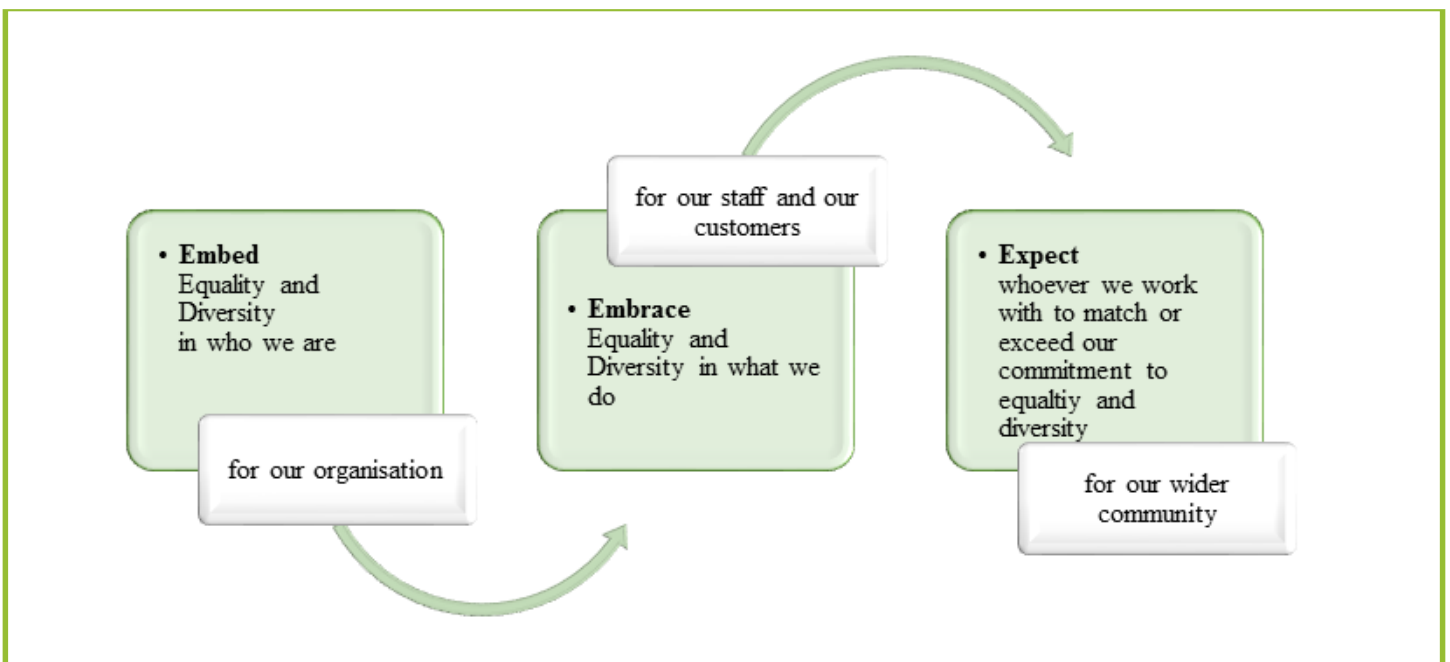 • Embed
Equality and
Diversity
in who we are
for our organisation
for our staff and our
customers
• Embrace
Equality and
Diversity in what we
do
• Expect
whoever we work
with to match or
exceed our
commitment to
equaltiy and
diversity
for our wider
community